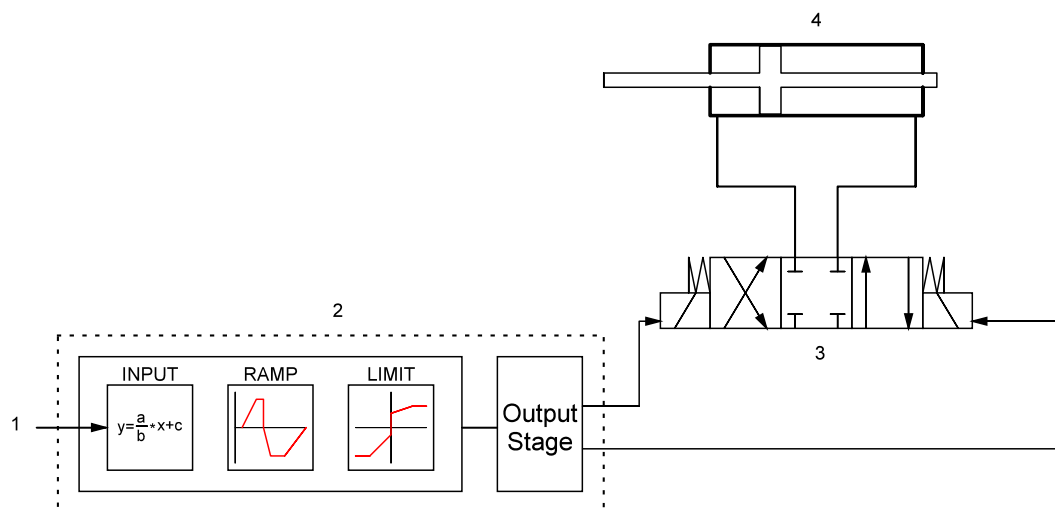 4
2
3
INPUT RAMP LIMIT
1
y=a/b*x+c
Output
Stage